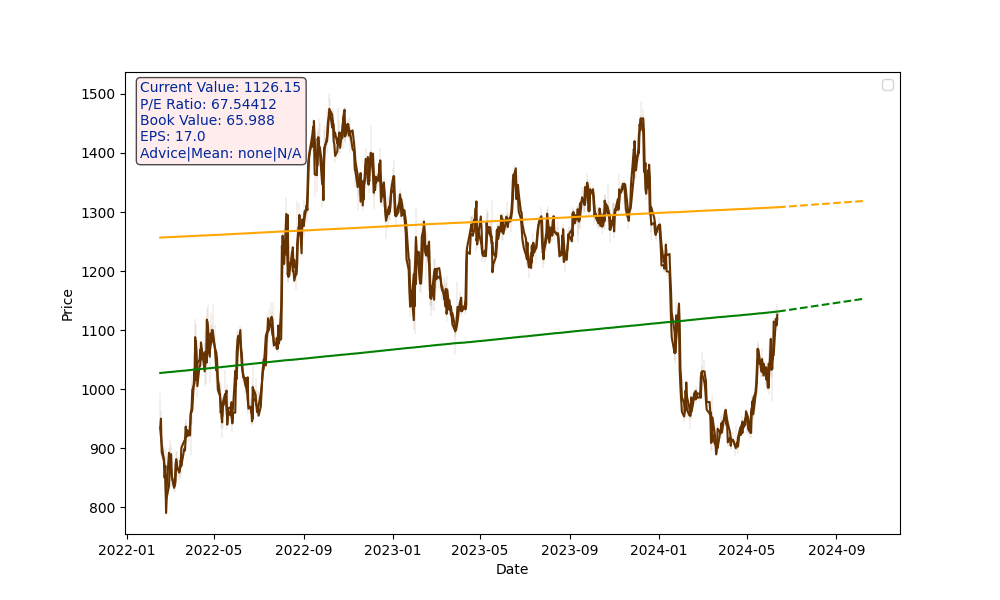 Current Value: 1126.15
P/E Ratio: 67.54412
Book Value: 65.988
EPS: 17.0
Advice|Mean: none|N/A
1500
1400
1300
1200
1100
1000
900
800
Price
2022-01 2022-05 2022-09 2023-01 2023-05 2023-09 2024-01 2024-05 2024-09
Date